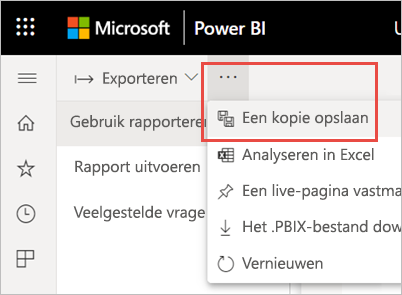 Microsoft Power BI
Exportieren ...
Een kopie opslaan
Gebruik rapporteren
Analyseren in Excel
Rapport uitvoeren
Een live-pagina vastma
Veelgestelde vrage
Het .PBIX-bestand dow
Vernieuwen